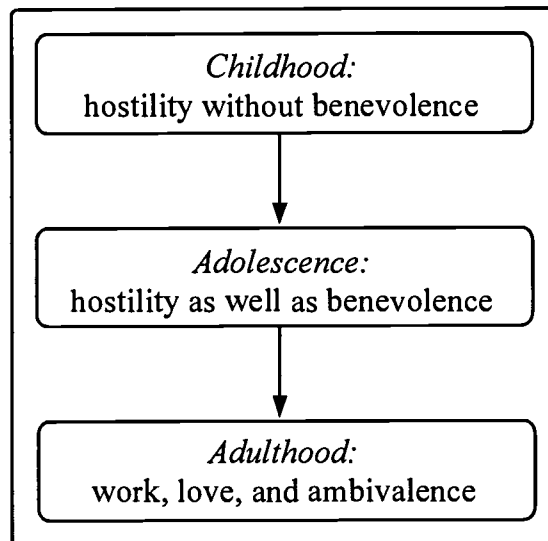 Childhood:
hostility without benevolence
Adolescence:
hostility as well as benevolence
Adulthood:
work, love, and ambivalence